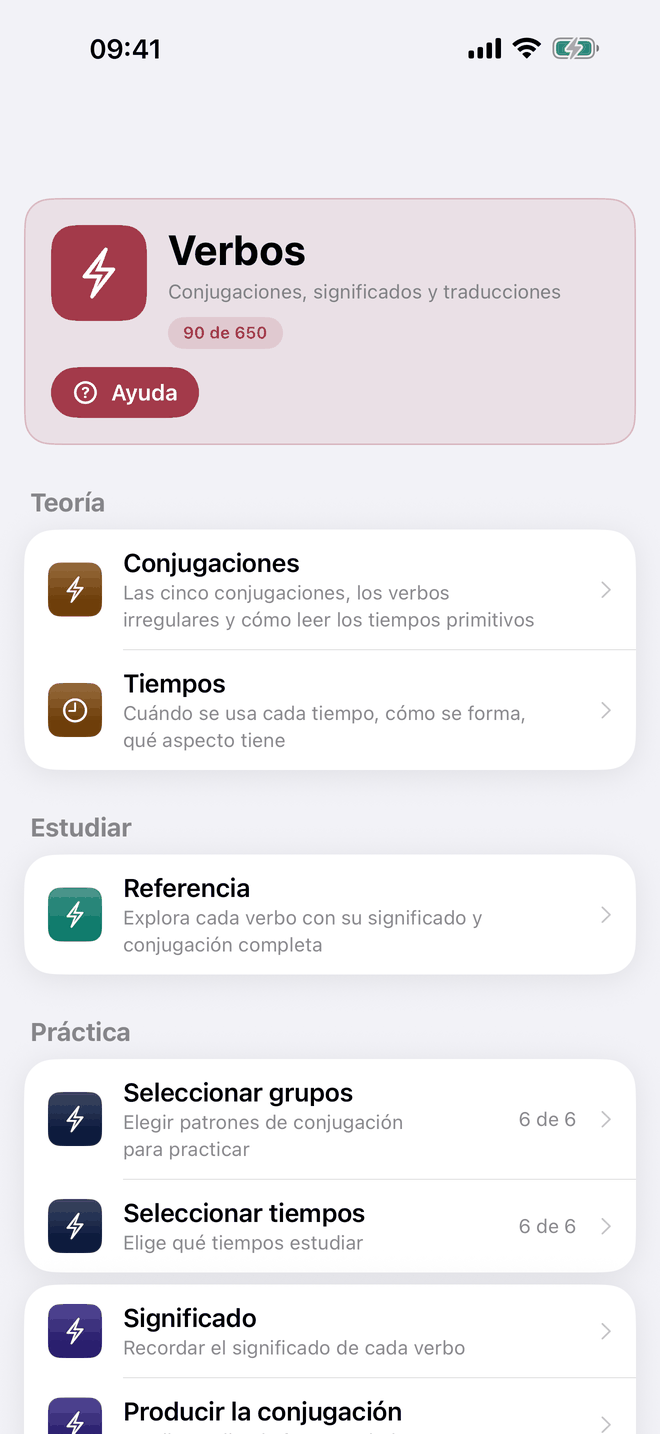 09:41
Verbos
Conjugaciones, significados y traducciones
90 de 650
Ayuda
Teoría
Conjugaciones
Las cinco conjugaciones, los verbos
irregulares y cómo leer los tiempos primitivos
Tiempos
Cuándo se usa cada tiempo, cómo se forma,
qué aspecto tiene
Estudiar
Referencia
Explora cada verbo con su significado y
conjugación completa
Práctica
Seleccionar grupos
Elegir patrones de conjugación
para practicar
6 de 6
Seleccionar tiempos
Elige qué tiempos estudiar
6 de 6
Significado
Recordar el significado de cada verbo
Producir la conjugación